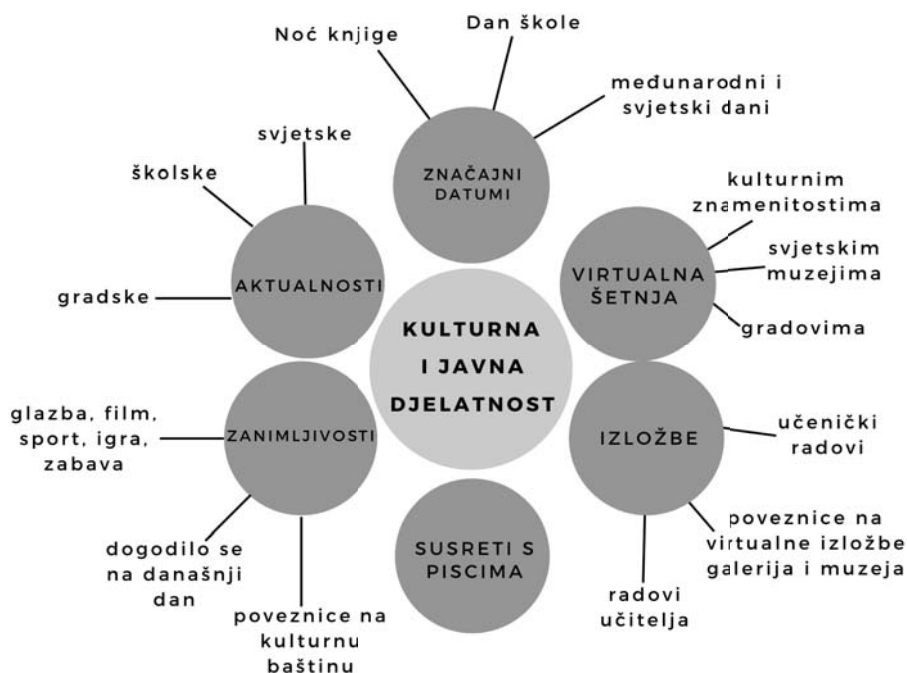 Noć knjige
Dan škole
međunarodni i
svjetski dani
ZNAČAJNI
DATUMI
svjetske
školske
gradske
AKTUALNOSTI
kulturnim
znamenitostima
svjetskim
muzejima
gradovima
VIRTUALNA
ŠETNJA
KULTURNA
I JAVNA
DJELATNOST
glazba, film,
sport, igra,
zabava
ZANIMLJIVOSTI
dogodilo se
na današnji
dan
poveznice na
kulturnu
baštinu
SUSRETI S
PISCIMA
IZLOŽBE
učenički
radovi
poveznice na
virtualne izložbe
galerija i muzeja
radovi
učitelja